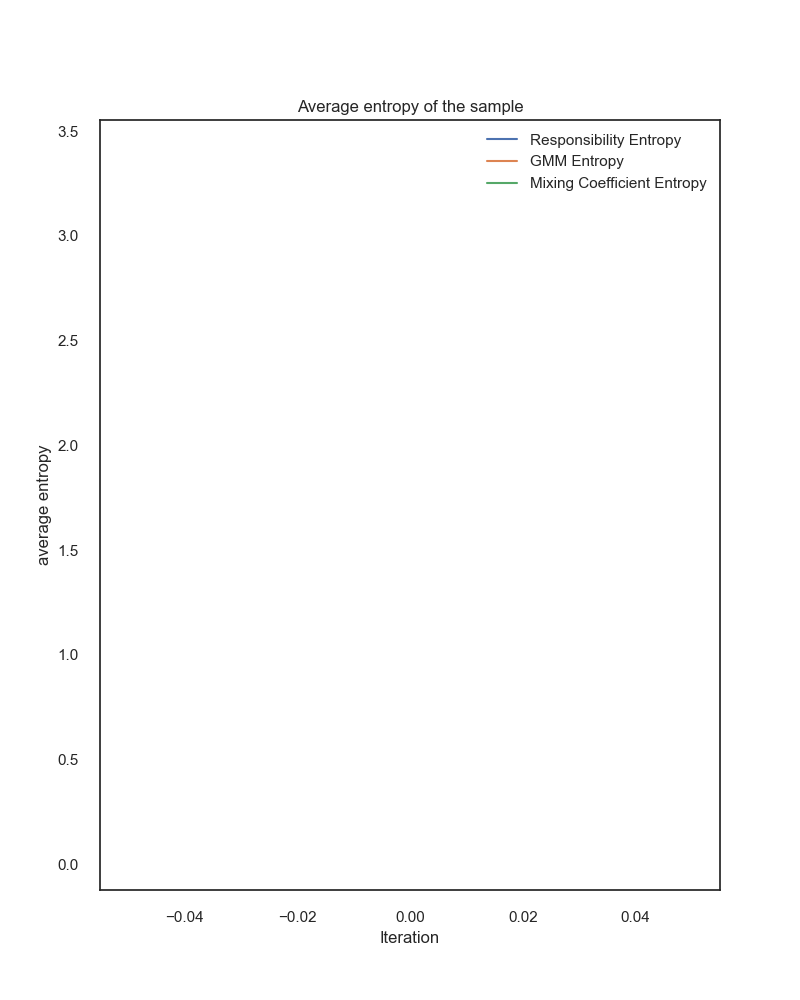 Average entropy of the sample
Responsibility Entropy
GMM Entropy
Mixing Coefficient Entropy
3.5
3.0
2.5
2.0
1.5
1.0
0.5
0.0
average entropy
−0.04
−0.02
0.00
0.02
0.04
Iteration